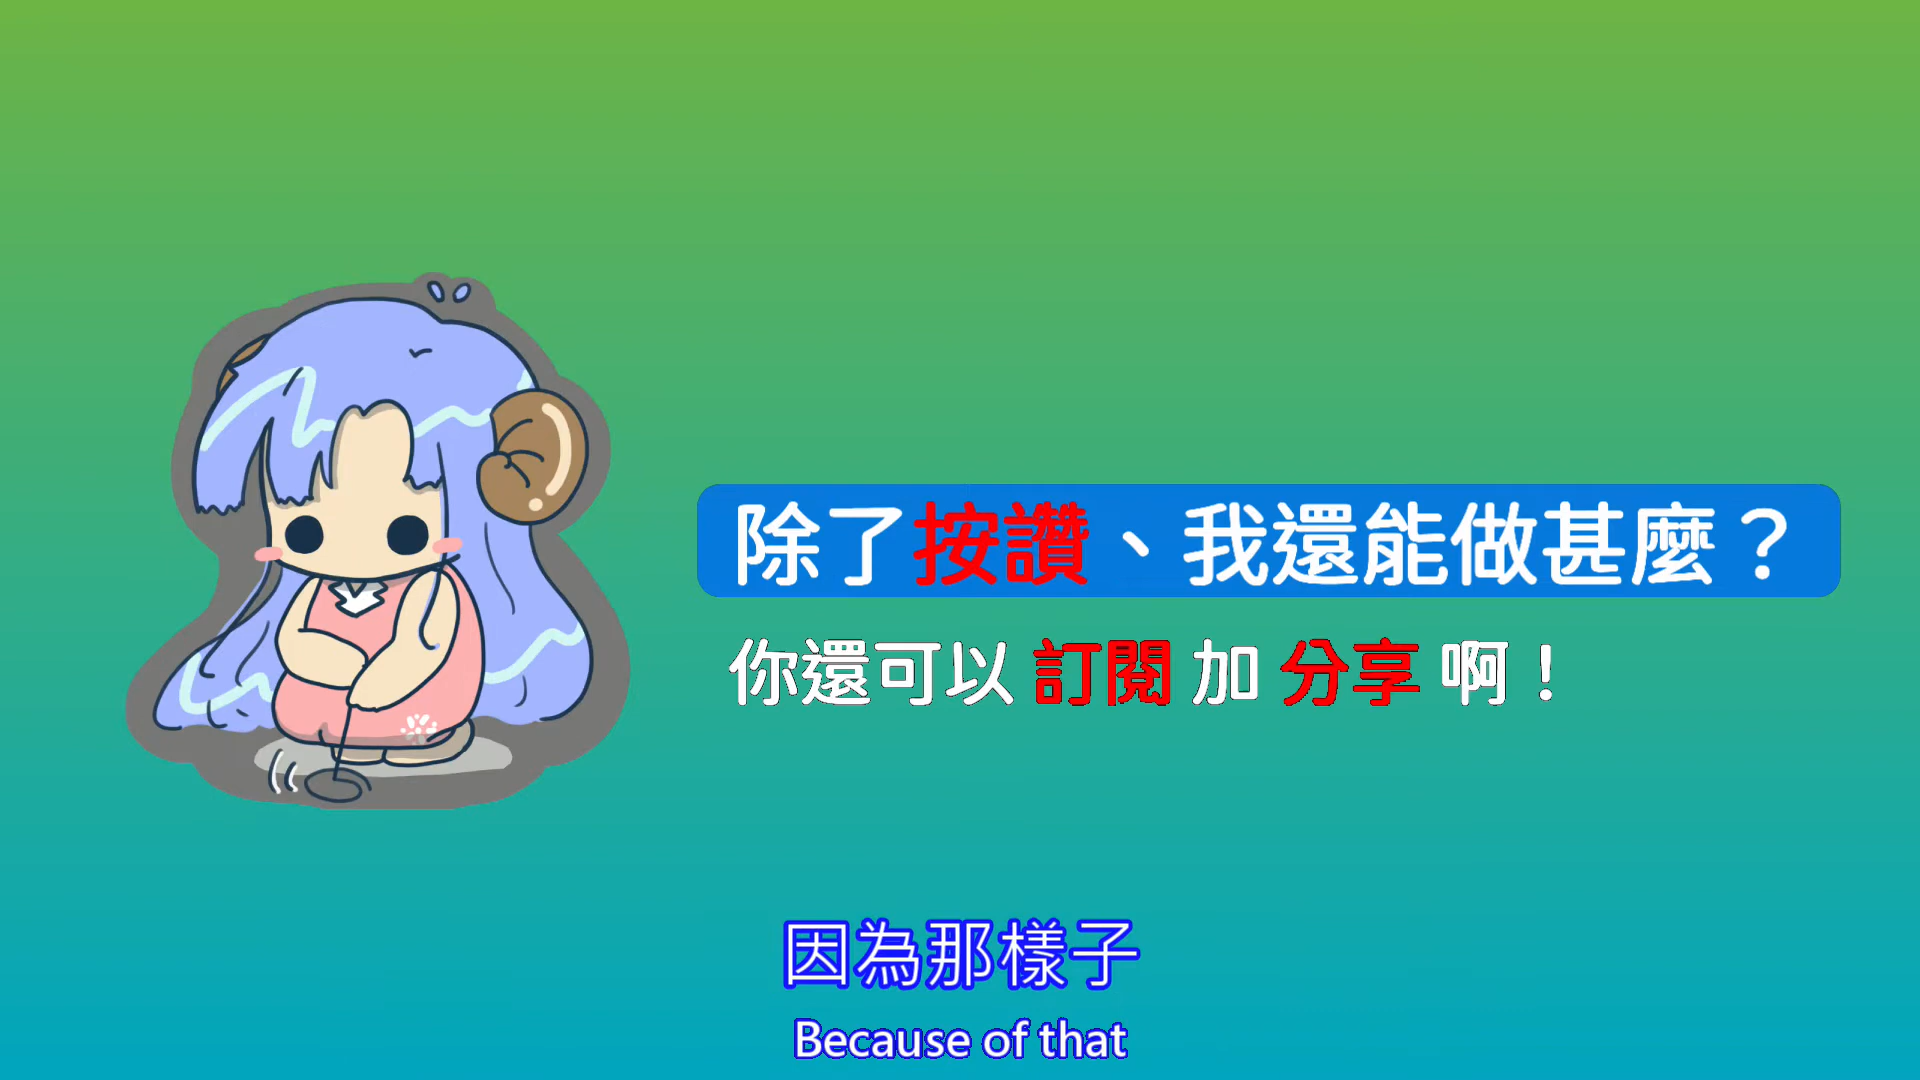 除了按讚、我還能做甚麼？
你還可以 訂閱 加 分享 啊！
因為那樣子
Because of that